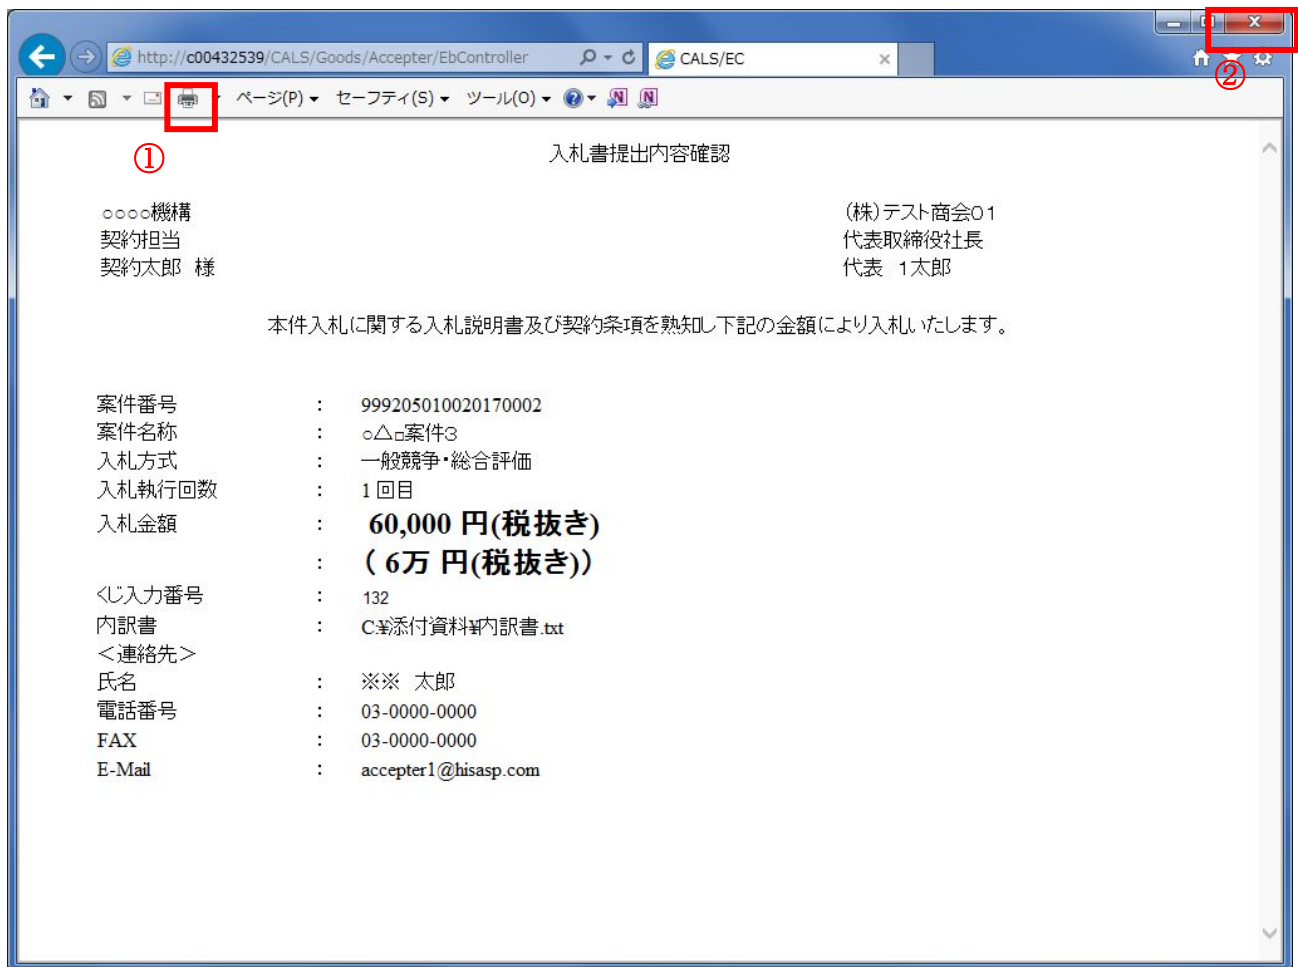 http://c00432539/CALS/Goods/Accepter/EbController
CALS/EC
②
ページ(P) セーフティ(S) ツール(O)
①
入札書提出内容確認
○○○○機構
(株)テスト商会01
契約担当
代表取締役社長
契約太郎 様
代表 1太郎
本件入札に関する入札説明書及び契約条項を熟知し下記の金額により入札いたします。
案件番号 : 999205010020170002
案件名称 : ○△□案件3
入札方式 : 一般競争・総合評価
入札執行回数 : 1回目
入札金額 : 60,000 円(税抜き)
: ( 6万 円(税抜き))
くじ入力番号 : 132
内訳書 : C:¥添付資料¥内訳書.txt
<連絡先>
氏名 : ※※ 太郎
電話番号 : 03-0000-0000
FAX : 03-0000-0000
E-Mail : accepter1@hisasp.com